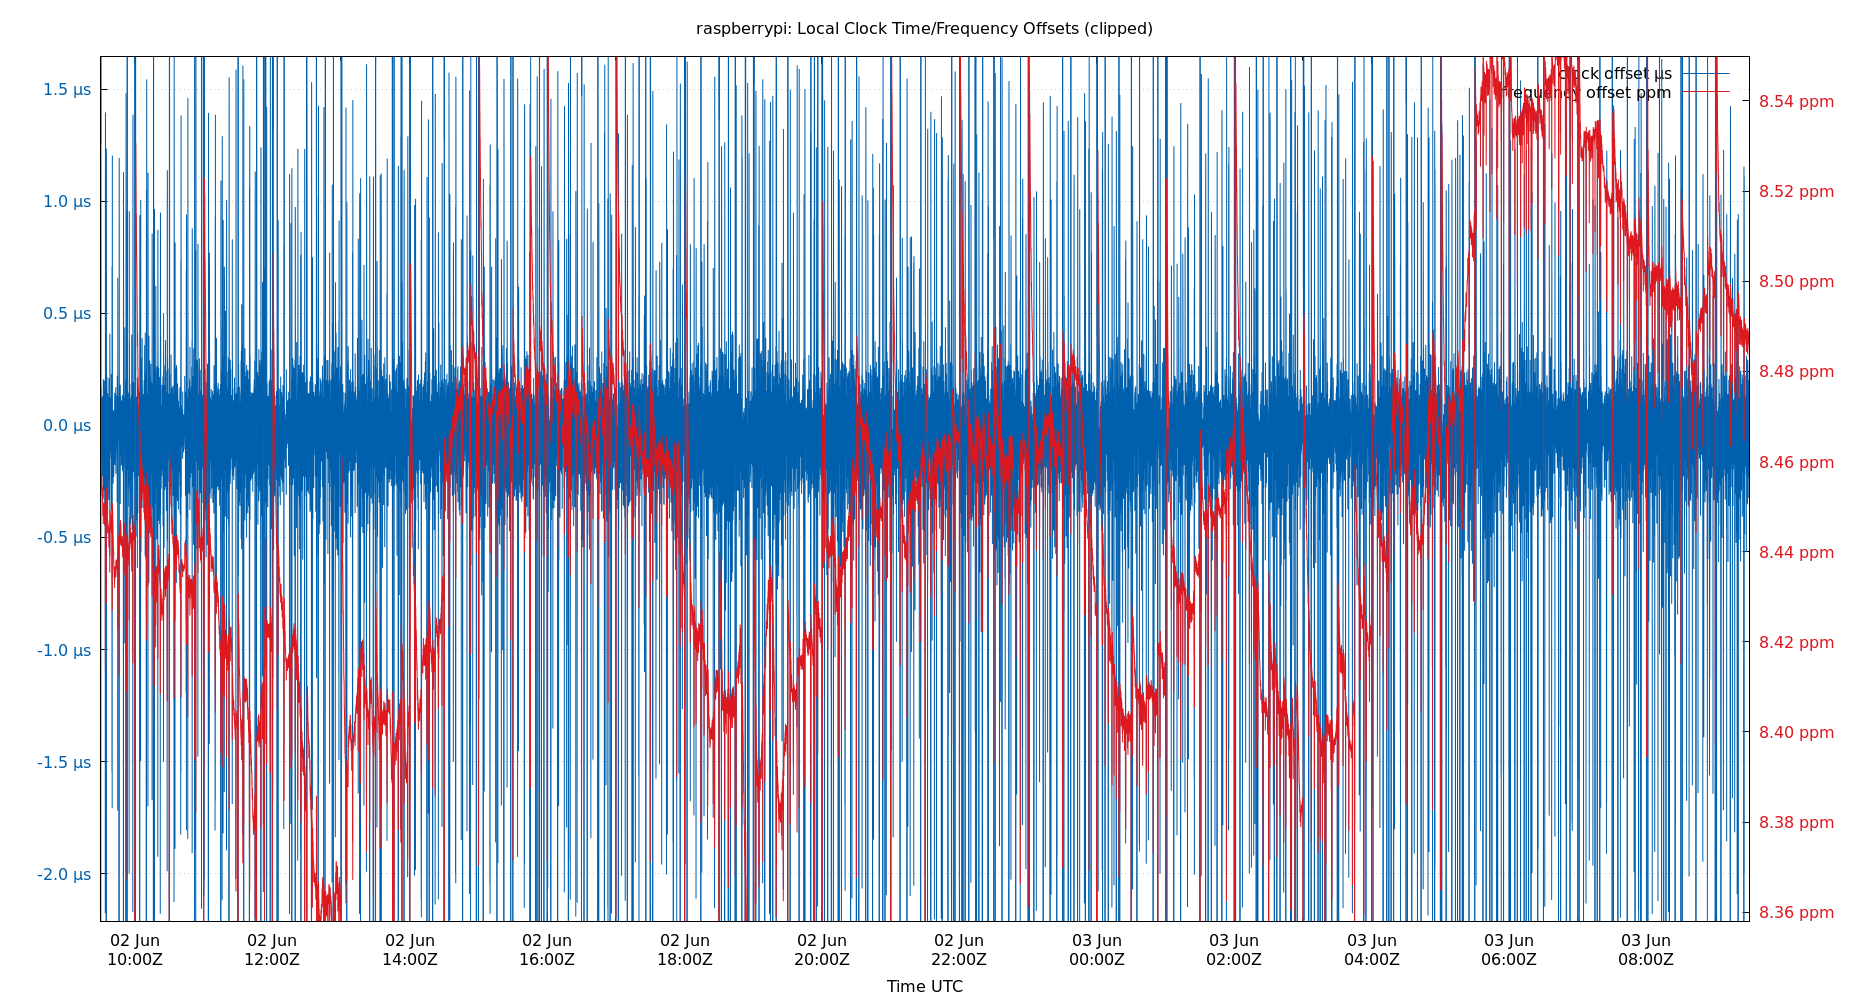 raspberrypi: Local Clock Time/Frequency Offsets (clipped)
clock offset µs
frequency offset ppm
1.5 µs
1.0 µs
0.5 µs
0.0 µs
-0.5 µs
-1.0 µs
-1.5 µs
-2.0 µs
8.54 ppm
8.52 ppm
8.50 ppm
8.48 ppm
8.46 ppm
8.44 ppm
8.42 ppm
8.40 ppm
8.38 ppm
8.36 ppm
02 Jun
10:00Z
02 Jun
12:00Z
02 Jun
14:00Z
02 Jun
16:00Z
02 Jun
18:00Z
02 Jun
20:00Z
02 Jun
22:00Z
03 Jun
00:00Z
03 Jun
02:00Z
03 Jun
04:00Z
03 Jun
06:00Z
03 Jun
08:00Z
Time UTC